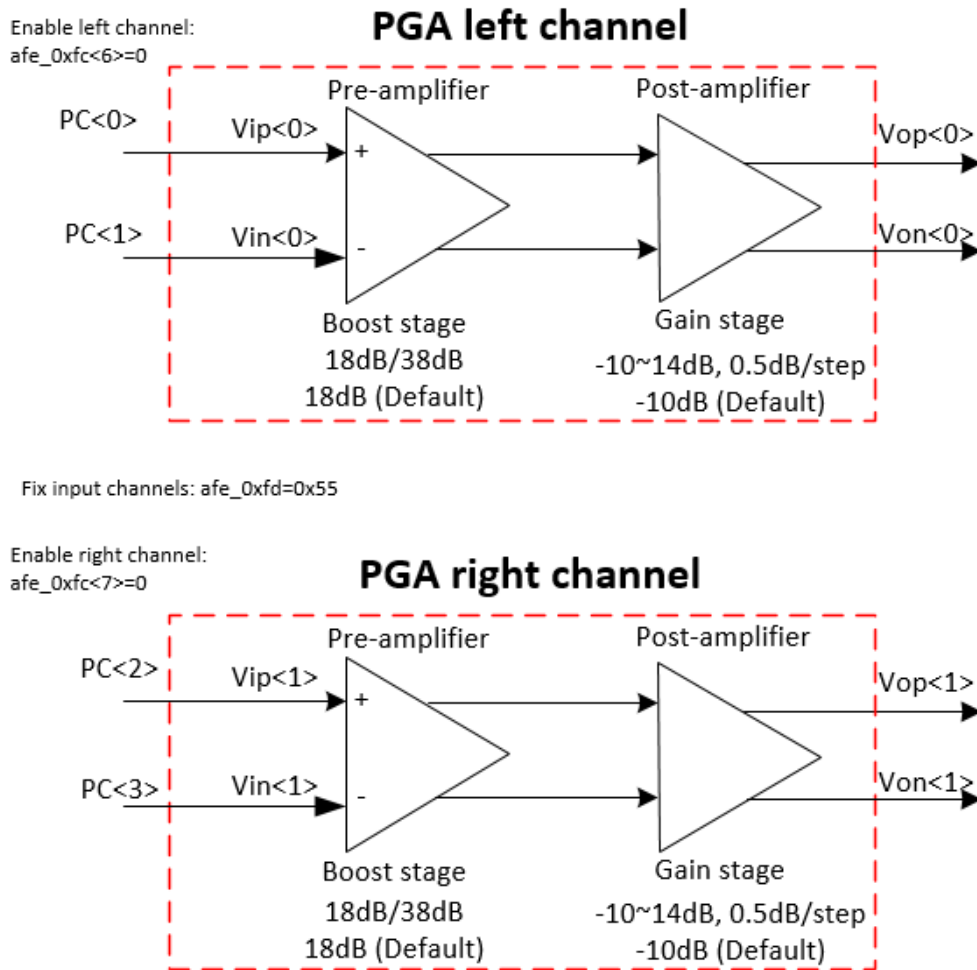 Enable left channel:
afe_0xfc<6>=0
PGA left channel
Pre-amplifier
Post-amplifier
PC<0>
Vip<0>
+
Vop<0>
PC<1>
Vin<0>
-
Von<0>
Boost stage
18dB/38dB
18dB (Default)
Gain stage
-10~14dB, 0.5dB/step
-10dB (Default)
Fix input channels: afe_0xfd=0x55
Enable right channel:
afe_0xfc<7>=0
PGA right channel
Pre-amplifier
Post-amplifier
PC<2>
Vip<1>
+
Vop<1>
PC<3>
Vin<1>
-
Von<1>
Boost stage
18dB/38dB
18dB (Default)
Gain stage
-10~14dB, 0.5dB/step
-10dB (Default)